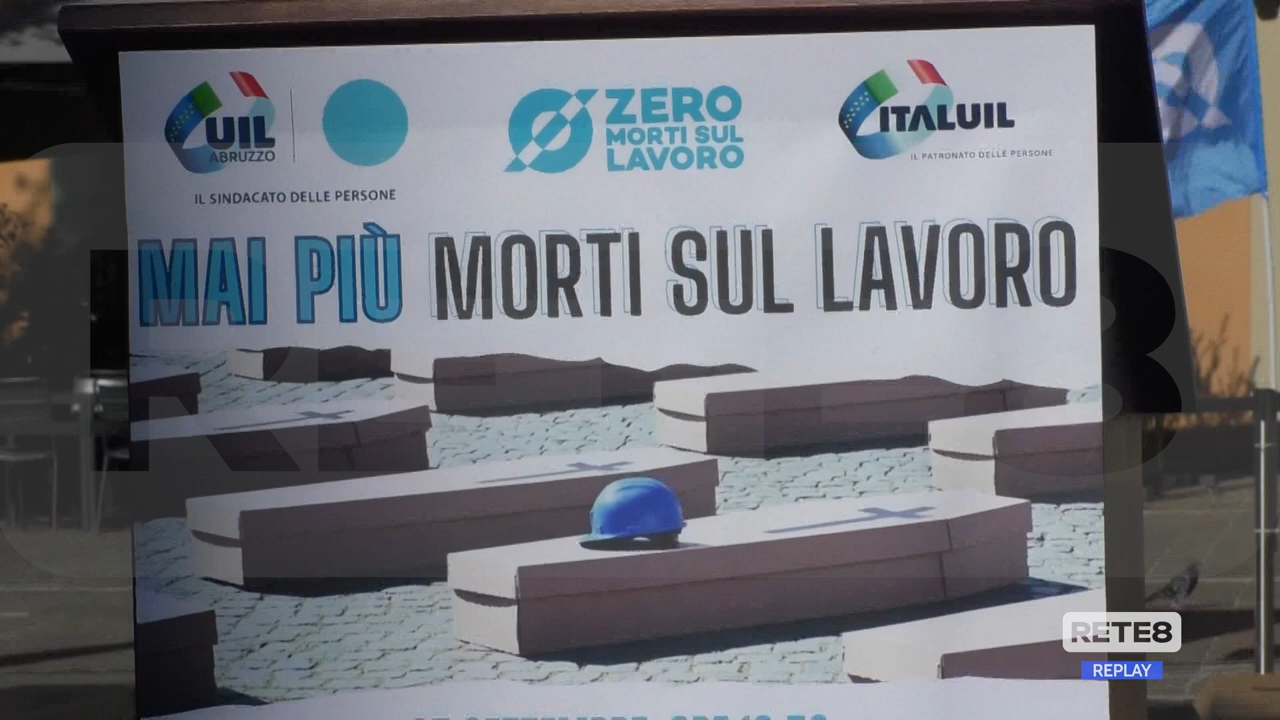 UIL
ABRUZZO
IL SINDACATO DELLE PERSONE
ZERO
MORTI SUL
LAVORO
ITALUIL
IL PATRONATO DELLE PERSONE
MAI PIÙ MORTI SUL LAVORO
RETE8
RETE8
REPLAY